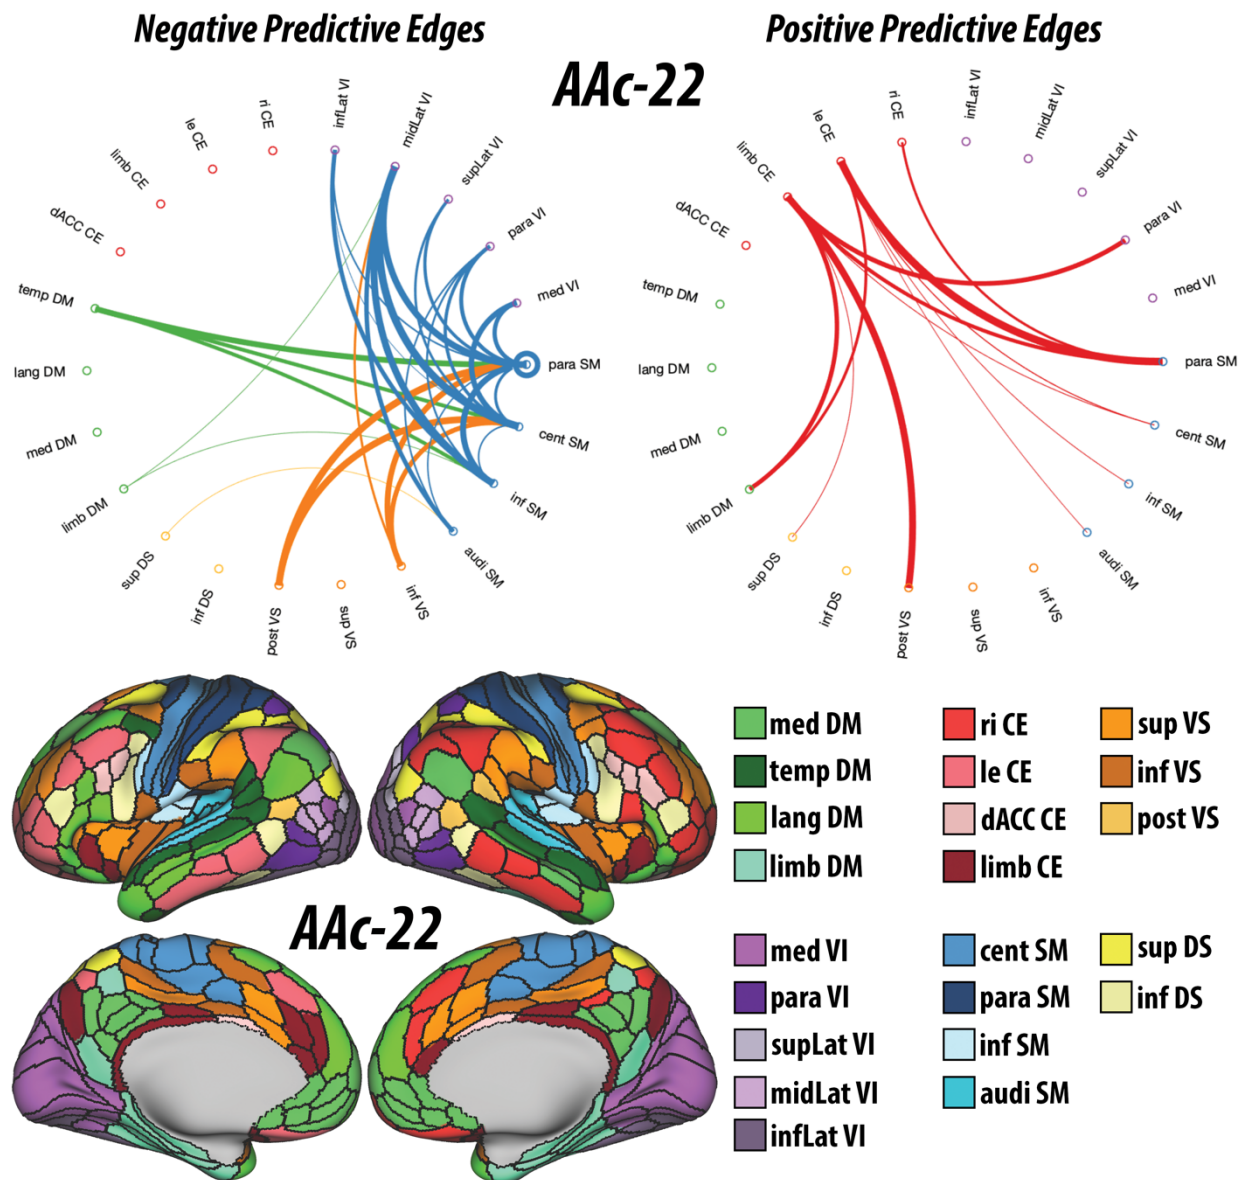 Negative Predictive Edges
Positive Predictive Edges
AAc-22
infLat VI
midLat VI
supLat VI
para VI
med VI
para SM
cent SM
inf SM
audi SM
inf VS
sup VS
post VS
inf DS
sup DS
limb DM
med DM
lang DM
temp DM
dACC CE
limb CE
le CE
ri CE
infLat VI
midLat VI
supLat VI
para VI
med VI
para SM
cent SM
inf SM
audi SM
inf VS
sup VS
post VS
inf DS
sup DS
limb DM
med DM
lang DM
temp DM
dACC CE
limb CE
le CE
ri CE
AAc-22
med DM
temp DM
lang DM
limb DM
ri CE
le CE
dACC CE
limb CE
sup VS
inf VS
post VS
med VI
para VI
supLat VI
midLat VI
infLat VI
cent SM
para SM
inf SM
audi SM
sup DS
inf DS